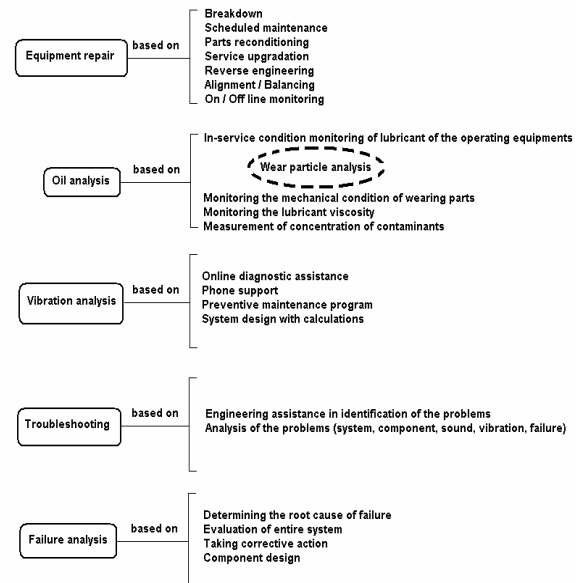 Equipment repair
based on
Breakdown
Scheduled maintenance
Parts reconditioning
Service upgradation
Reverse engineering
Alignment / Balancing
On / Off line monitoring
Oil analysis
based on
In-service condition monitoring of lubricant of the operating equipments
Wear particle analysis
Monitoring the mechanical condition of wearing parts
Monitoring the lubricant viscosity
Measurement of concentration of contaminants
Vibration analysis
based on
Online diagnostic assistance
Phone support
Preventive maintenance program
System design with calculations
Troubleshooting
based on
Engineering assistance in identification of the problems
Analysis of the problems (system, component, sound, vibration, failure)
Failure analysis
based on
Determining the root cause of failure
Evaluation of entire system
Taking corrective action
Component design